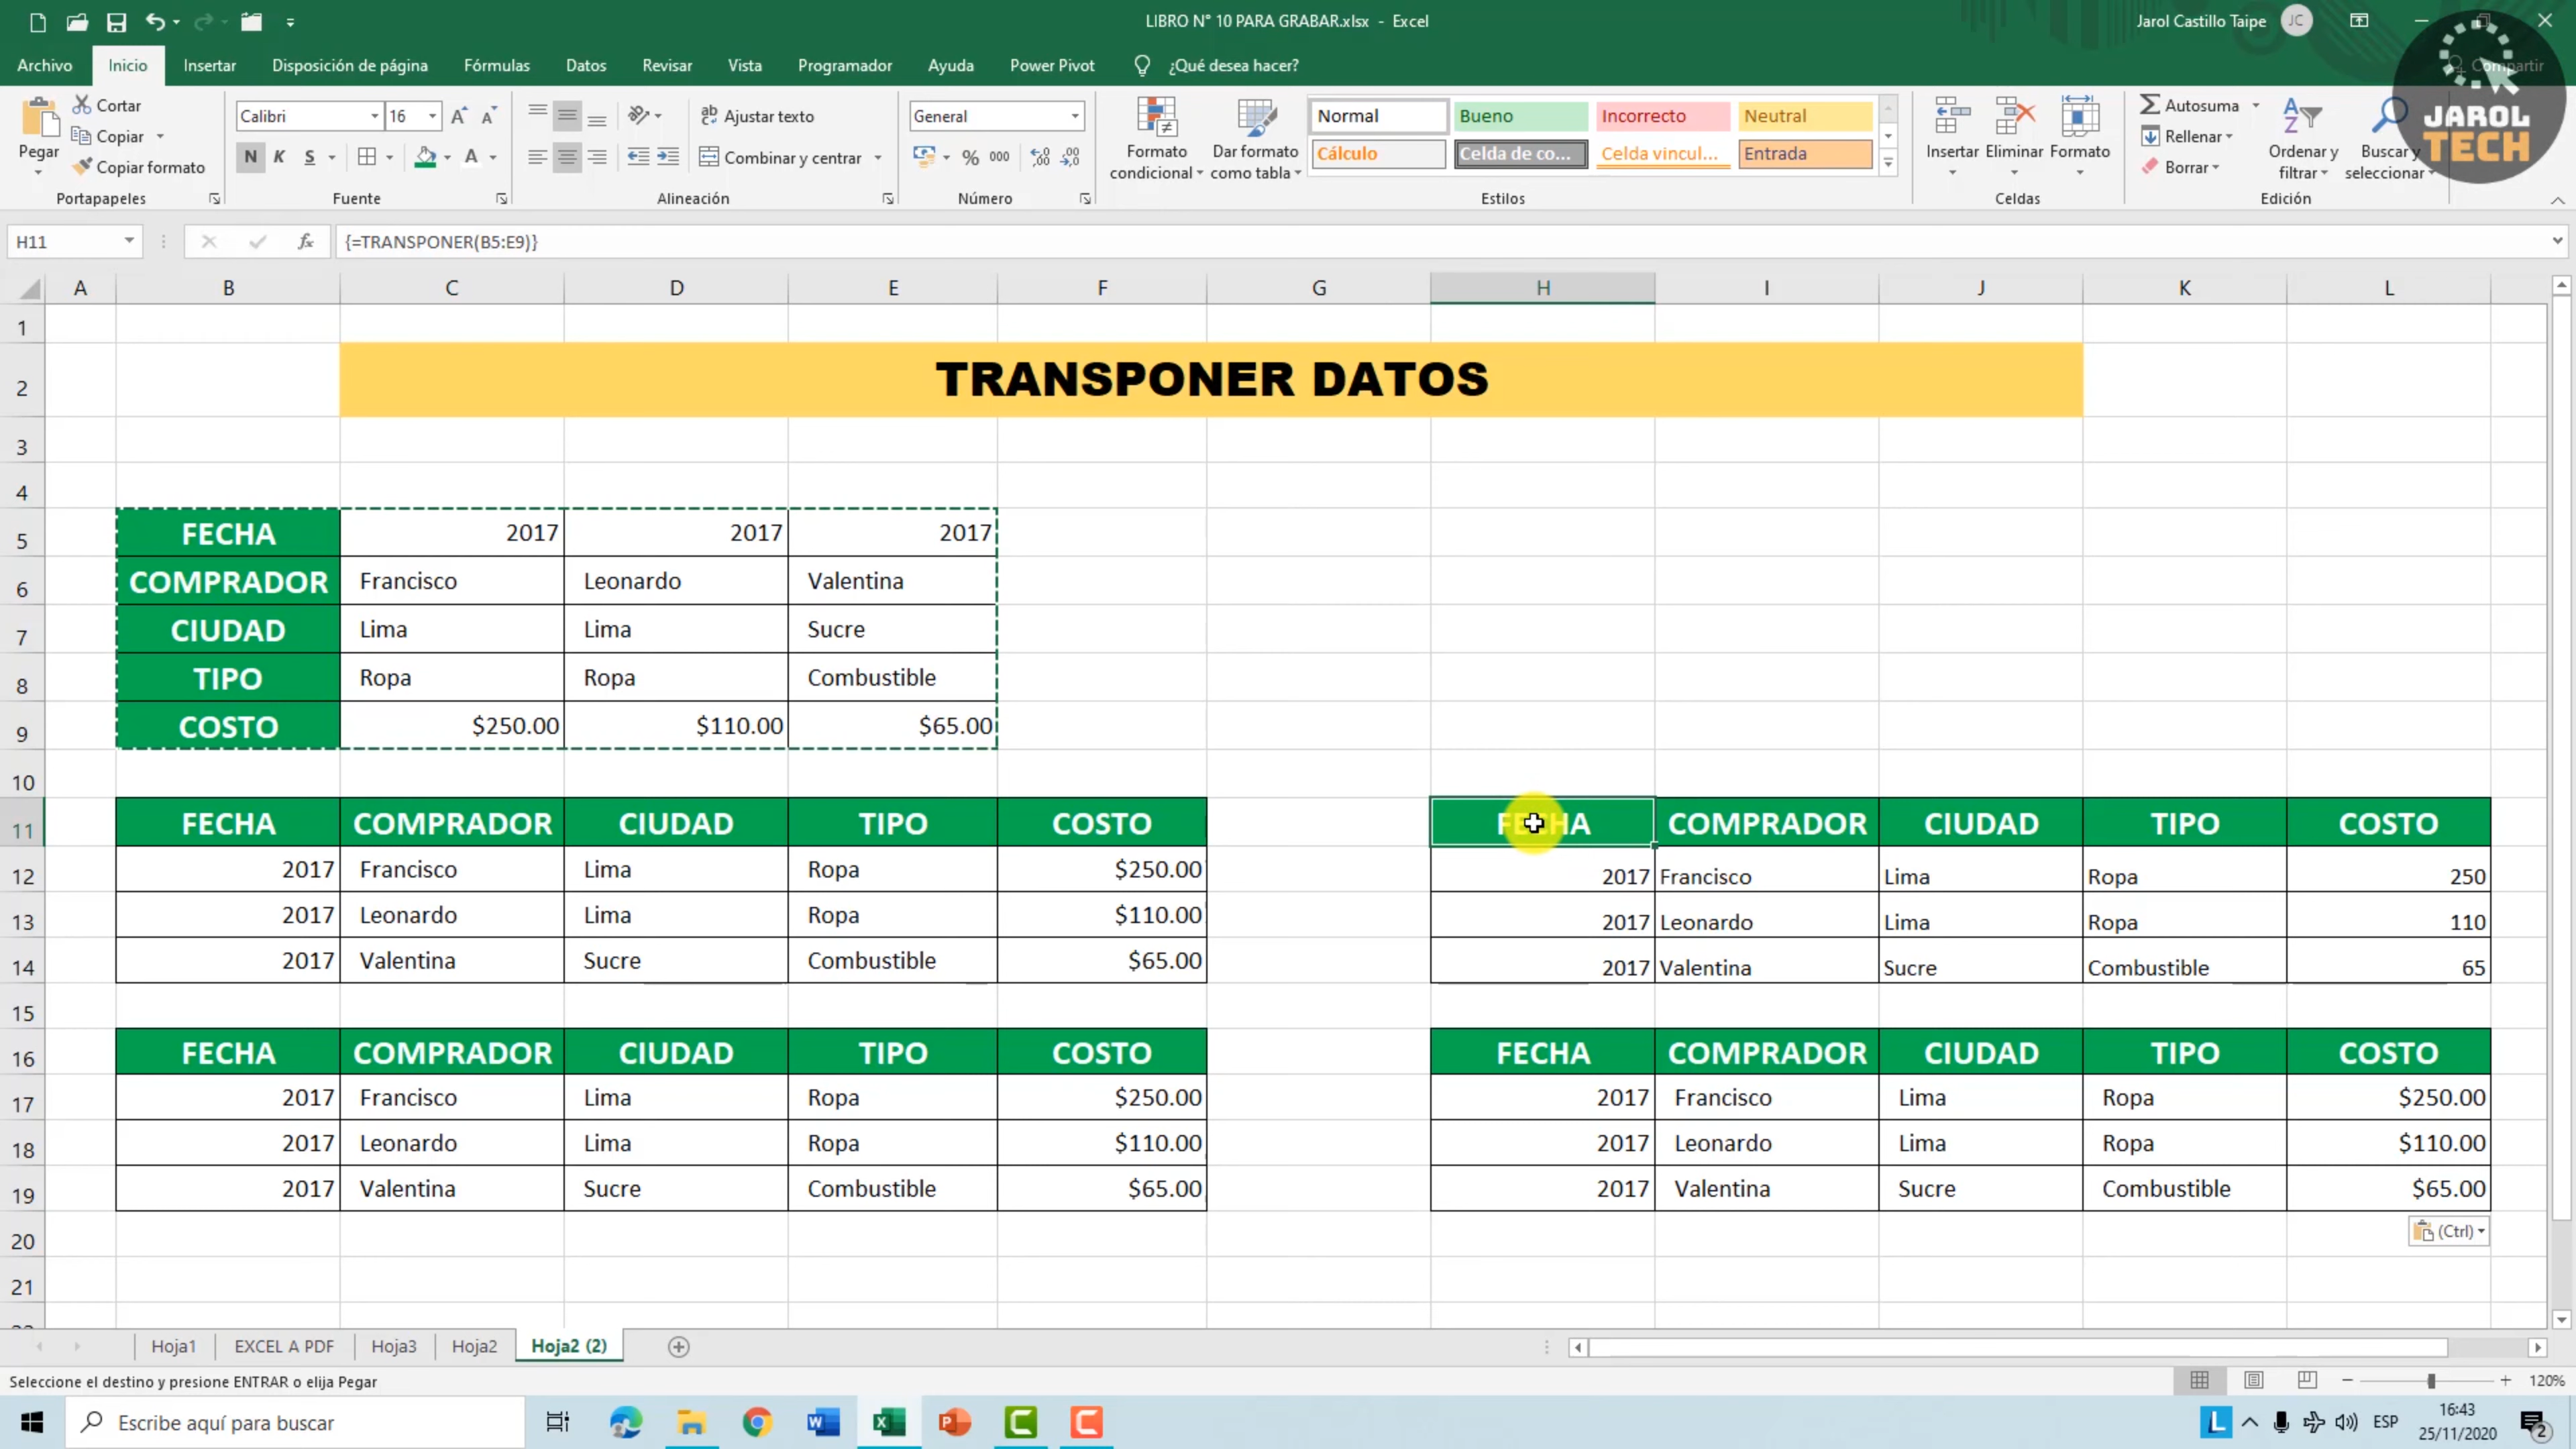 LIBRO N° 10 PARA GRABAR.xlsx - Excel
Jarol Castillo Taipe JC
Archivo Inicio Insertar Disposición de página Fórmulas Datos Revisar Vista Programador Ayuda Power Pivot ¿Qué desea hacer? Compartir
JAROL
TECH
Pegar
Cortar
Copiar
Copiar formato
Portapapeles
Calibri 16
N K S
Fuente
Ajustar texto
Combinar y centrar
Alineación
General
% 000
Número
Formato condicional
Dar formato como tabla
Normal Bueno Incorrecto Neutral
Cálculo Celda de co... Celda vincul... Entrada
Estilos
Insertar Eliminar Formato
Celdas
Autosuma
Rellenar
Borrar
Ordenar y filtrar
Buscar y seleccionar
Edición
H11 fx {=TRANSPONER(B5:E9)}
A B C D E F G H I J K L
1
2 TRANSPONER DATOS
3
4
5 FECHA 2017 2017 2017
6 COMPRADOR Francisco Leonardo Valentina
7 CIUDAD Lima Lima Sucre
8 TIPO Ropa Ropa Combustible
9 COSTO $250.00 $110.00 $65.00
10
11 FECHA COMPRADOR CIUDAD TIPO COSTO FECHA COMPRADOR CIUDAD TIPO COSTO
12 2017 Francisco Lima Ropa $250.00 2017 Francisco Lima Ropa 250
13 2017 Leonardo Lima Ropa $110.00 2017 Leonardo Lima Ropa 110
14 2017 Valentina Sucre Combustible $65.00 2017 Valentina Sucre Combustible 65
15
16 FECHA COMPRADOR CIUDAD TIPO COSTO FECHA COMPRADOR CIUDAD TIPO COSTO
17 2017 Francisco Lima Ropa $250.00 2017 Francisco Lima Ropa $250.00
18 2017 Leonardo Lima Ropa $110.00 2017 Leonardo Lima Ropa $110.00
19 2017 Valentina Sucre Combustible $65.00 2017 Valentina Sucre Combustible $65.00
20 (Ctrl)
21
Hoja1 EXCEL A PDF Hoja3 Hoja2 Hoja2 (2)
Seleccione el destino y presione ENTRAR o elija Pegar
120%
Escribe aquí para buscar
ESP
16:43
25/11/2020
2